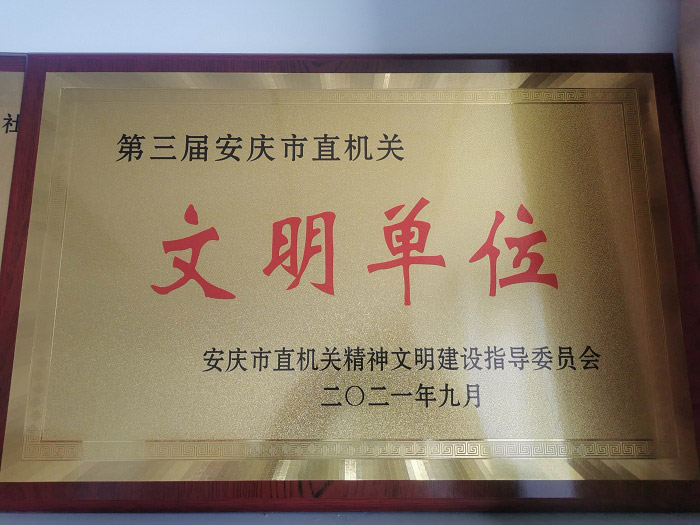 第三届安庆市直机关
文明单位
安庆市直机关精神文明建设指导委员会
二〇二一年九月
社